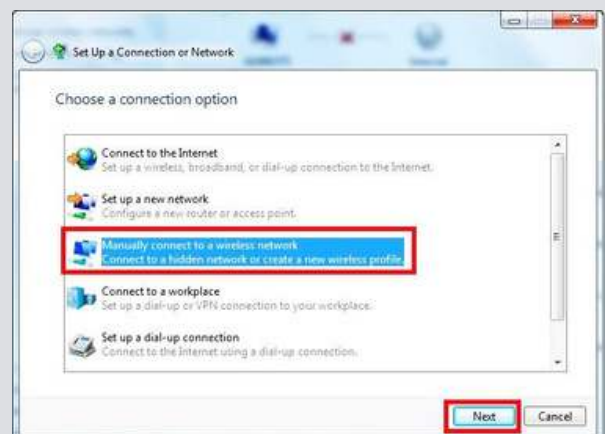 Set Up a Connection or Network
Choose a connection option
Connect to the Internet
Set up a wireless, broadband, or dial-up connection to the Internet.
Set up a new network
Configure a new router or access point.
Manually connect to a wireless network
Connect to a hidden network or create a new wireless profile.
Connect to a workplace
Set up a dial-up or VPN connection to your workplace.
Set up a dial-up connection
Connect to the Internet using a dial-up connection.
Next Cancel